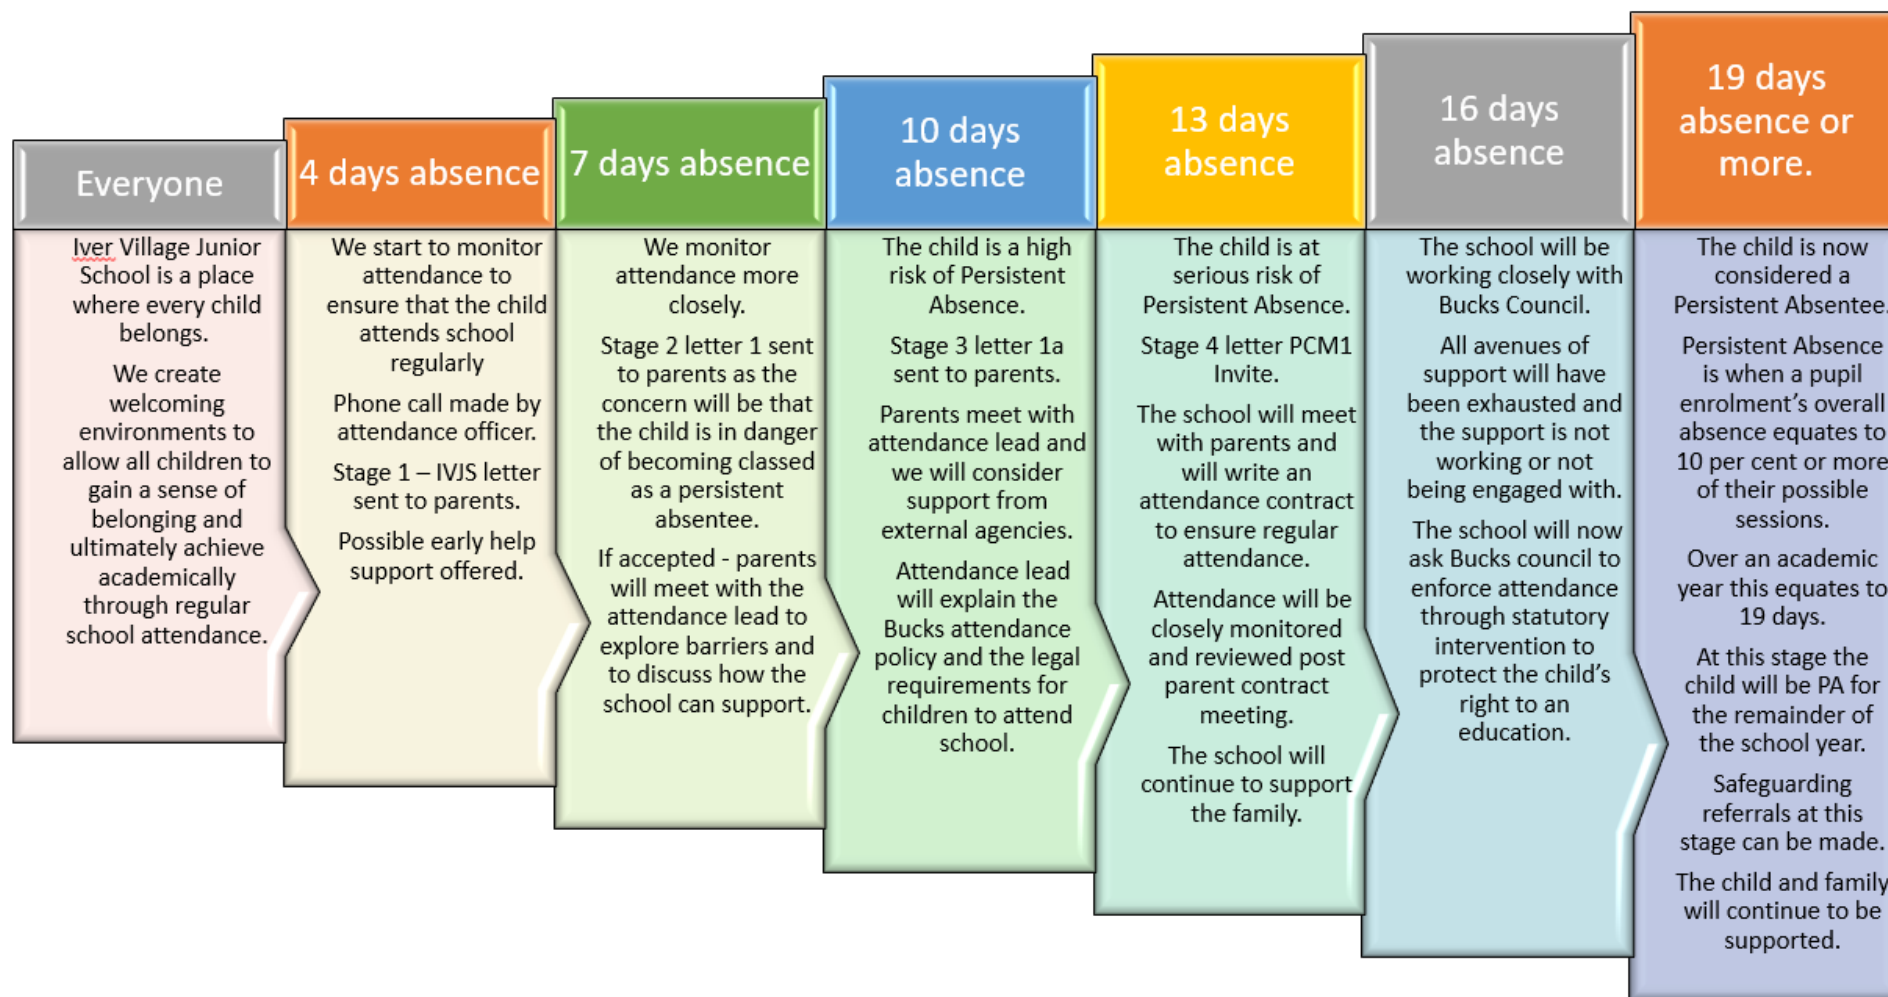 Everyone
Iver Village Junior
School is a place
where every child
belongs.
We create
welcoming
environments to
allow all children to
gain a sense of
belonging and
ultimately achieve
academically
through regular
school attendance.
4 days absence
We start to monitor
attendance to
ensure that the child
attends school
regularly
Phone call made by
attendance officer.
Stage 1 – IVJS letter
sent to parents.
Possible early help
support offered.
7 days absence
We monitor
attendance more
closely.
Stage 2 letter 1 sent
to parents as the
concern will be that
the child is in danger
of becoming classed
as a persistent
absentee.
If accepted - parents
will meet with the
attendance lead to
explore barriers and
to discuss how the
school can support.
10 days
absence
The child is a high
risk of Persistent
Absence.
Stage 3 letter 1a
sent to parents.
Parents meet with
attendance lead and
we will consider
support from
external agencies.
Attendance lead
will explain the
Bucks attendance
policy and the legal
requirements for
children to attend
school.
13 days
absence
The child is at
serious risk of
Persistent Absence.
Stage 4 letter PCM1
Invite.
The school will meet
with parents and
will write an
attendance contract
to ensure regular
attendance.
Attendance will be
closely monitored
and reviewed post
parent contract
meeting.
The school will
continue to support
the family.
16 days
absence
The school will be
working closely with
Bucks Council.
All avenues of
support will have
been exhausted and
the support is not
working or not
being engaged with.
The school will now
ask Bucks council to
enforce attendance
through statutory
intervention to
protect the child’s
right to an
education.
19 days
absence or
more.
The child is now
considered a
Persistent Absentee.
Persistent Absence
is when a pupil
enrolment’s overall
absence equates to
10 per cent or more
of their possible
sessions.
Over an academic
year this equates to
19 days.
At this stage the
child will be PA for
the remainder of
the school year.
Safeguarding
referrals at this
stage can be made.
The child and family
will continue to be
supported.